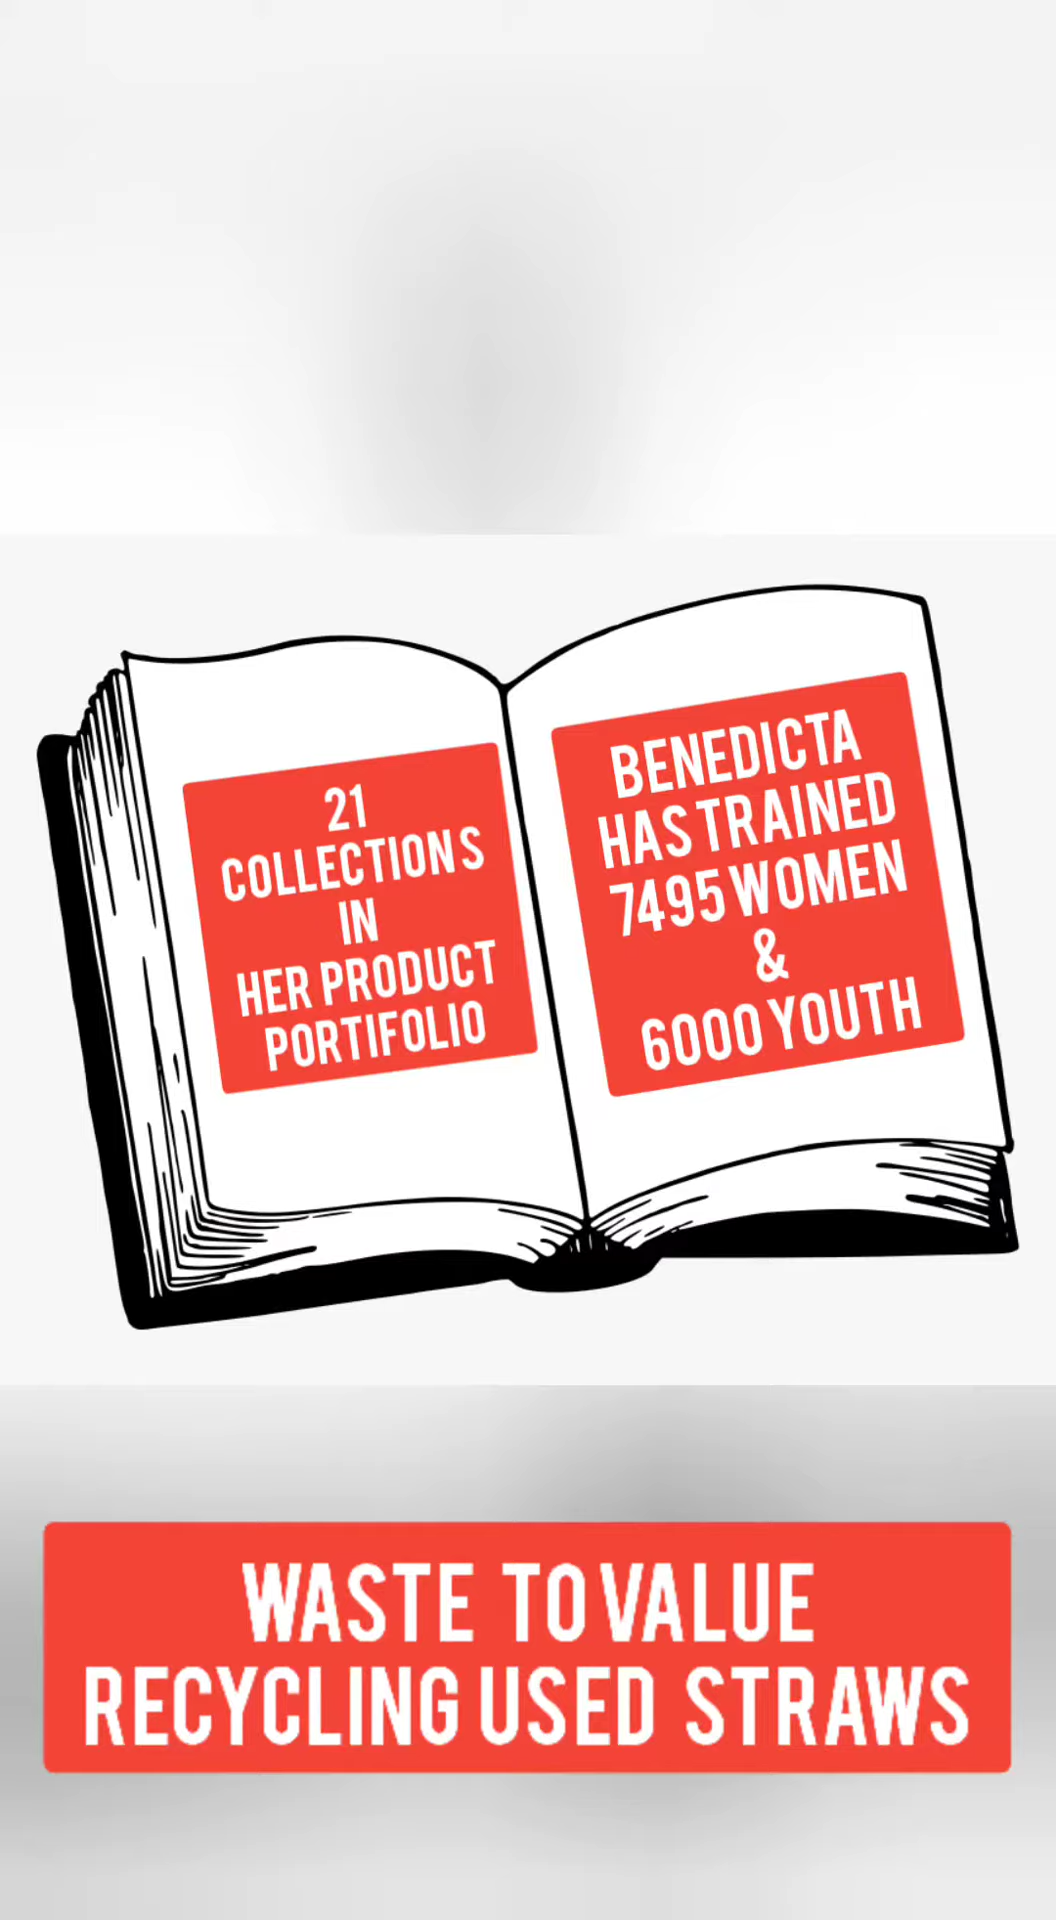 21
COLLECTIONS
IN
HER PRODUCT
PORTIFOLIO
BENEDICTA
HAS TRAINED
7495 WOMEN
&
6000 YOUTH
WASTE TO VALUE
RECYCLING USED STRAWS